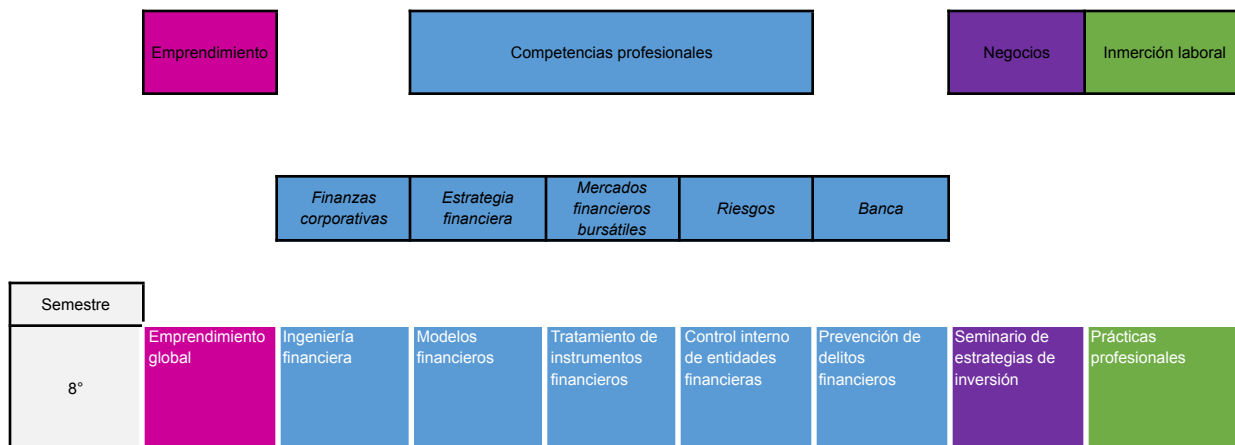 Emprendimiento
Competencias profesionales
Negocios
Inmerción laboral
Finanzas
corporativas
Estrategia
financiera
Mercados
financieros
bursátiles
Riesgos
Banca
Semestre
8°
Emprendimiento
global
Ingeniería
financiera
Modelos
financieros
Tratamiento de
instrumentos
financieros
Control interno
de entidades
financieras
Prevención de
delitos
financieros
Seminario de
estrategias de
inversión
Prácticas
profesionales